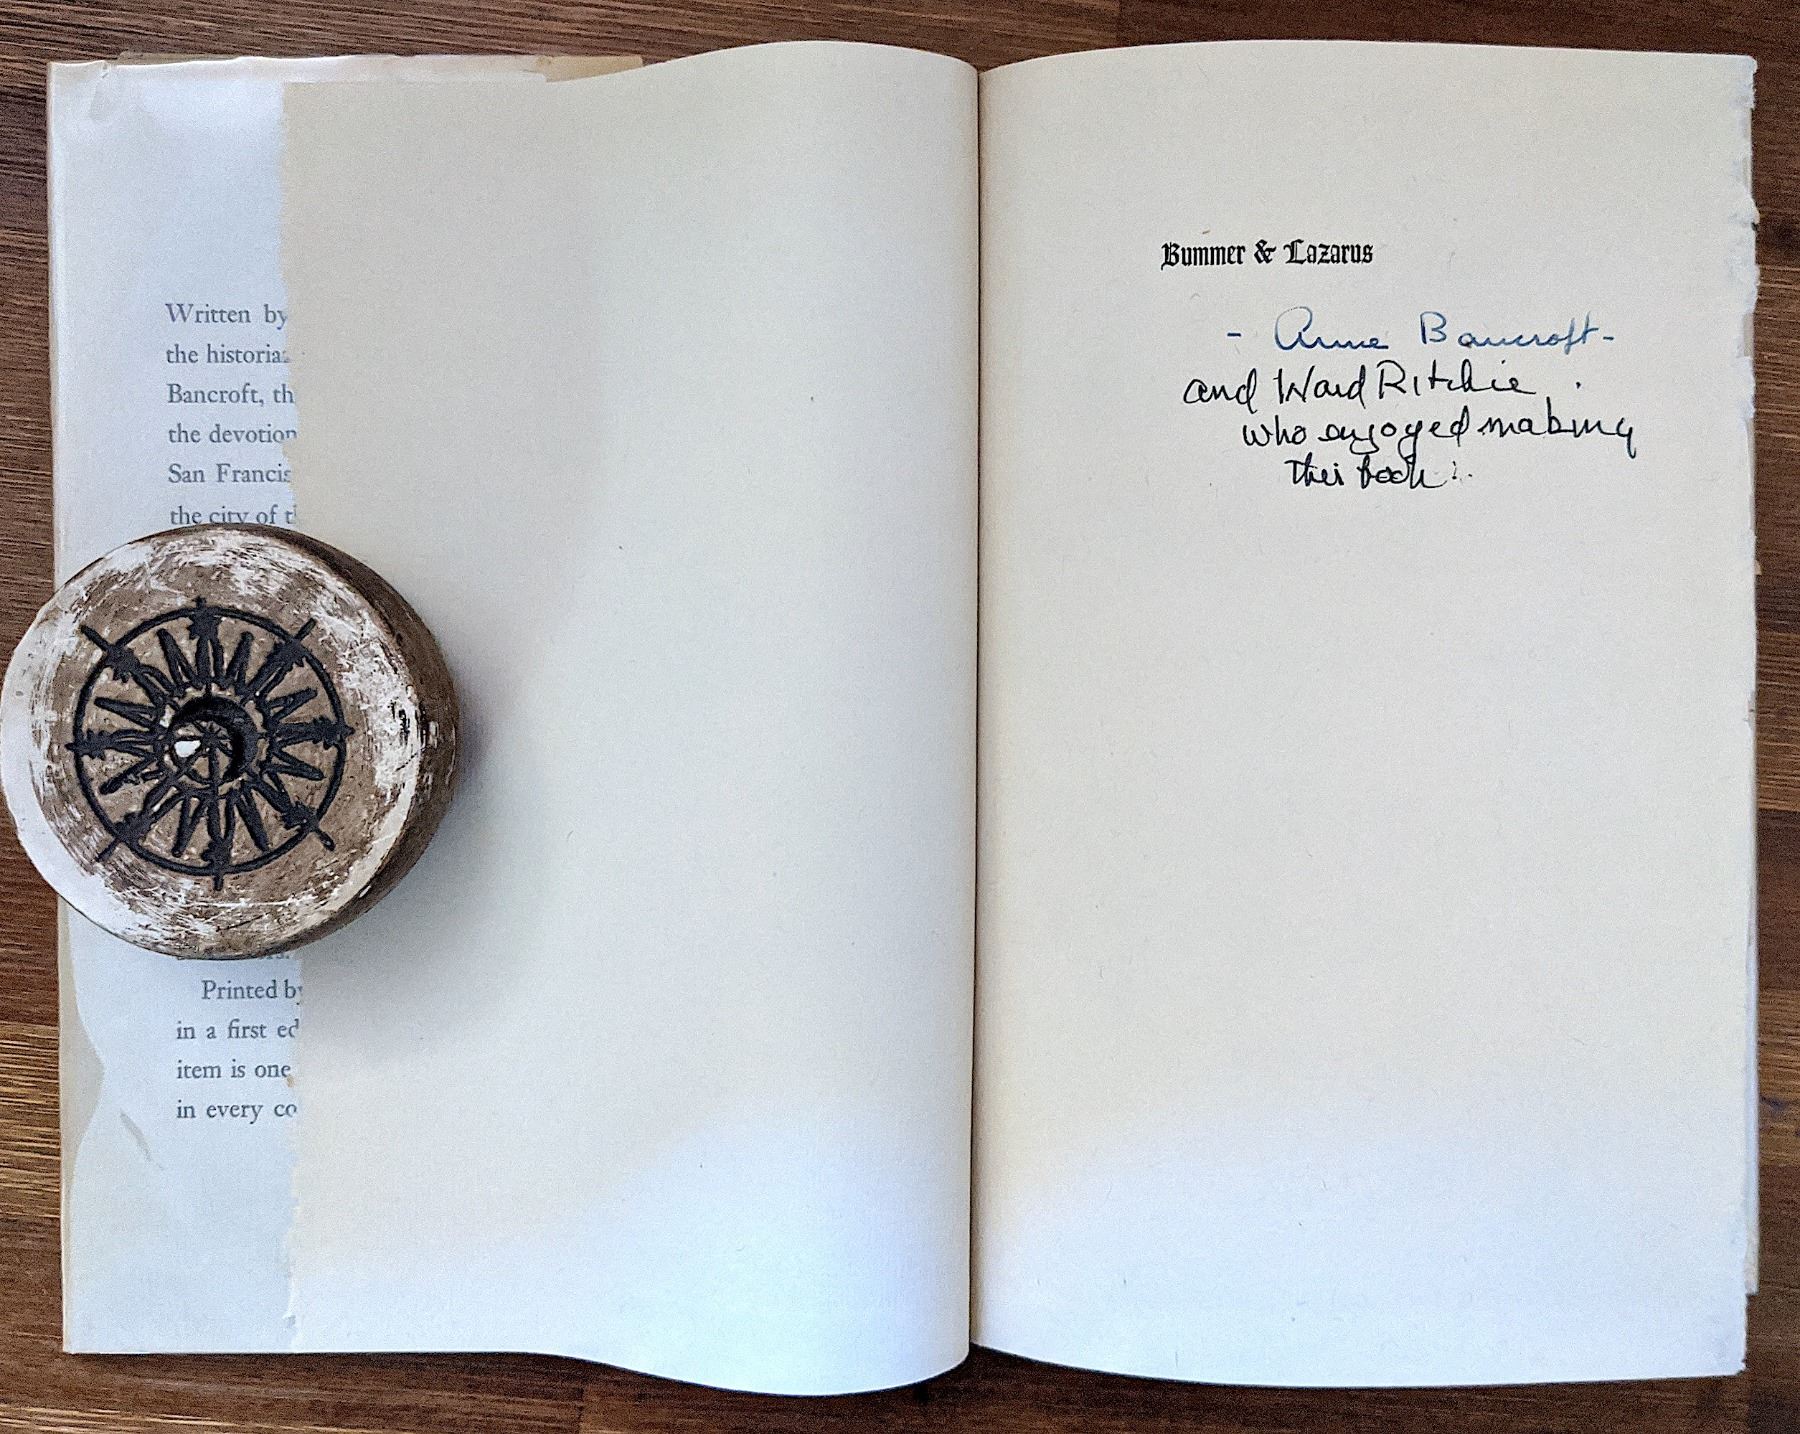 Written by
the historia
Bancroft, th
the devotion
San Francis
the city of t
Printed by
in a first ed
item is one
in every co
Bummer & Lazarus
- Anne Bancroft -
and Ward Ritchie .
who enjoyed making
this book.